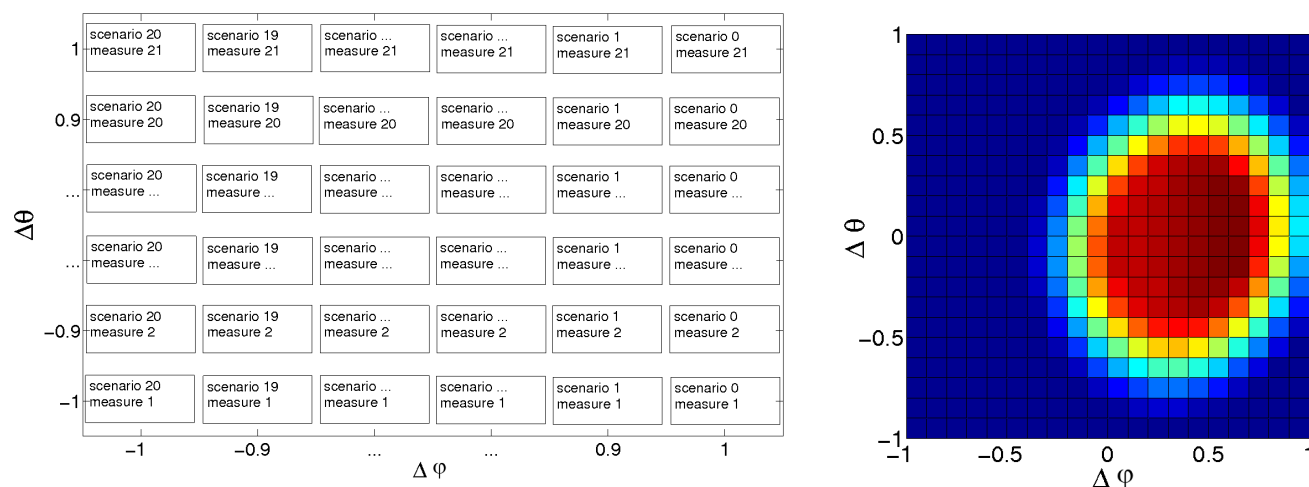 scenario 20 scenario 19 scenario ... scenario ... scenario 1 scenario 0
1 measure 21 measure 21 measure 21 measure 21 measure 21 measure 21
scenario 20 scenario 19 scenario ... scenario ... scenario 1 scenario 0
0.9 measure 20 measure 20 measure 20 measure 20 measure 20 measure 20
scenario 20 scenario 19 scenario ... scenario ... scenario 1 scenario 0
... measure ... measure ... measure ... measure ... measure ... measure ...
Δθ
scenario 20 scenario 19 scenario ... scenario ... scenario 1 scenario 0
... measure ... measure ... measure ... measure ... measure ... measure ...
scenario 20 scenario 19 scenario ... scenario ... scenario 1 scenario 0
−0.9 measure 2 measure 2 measure 2 measure 2 measure 2 measure 2
scenario 20 scenario 19 scenario ... scenario ... scenario 1 scenario 0
−1 measure 1 measure 1 measure 1 measure 1 measure 1 measure 1
−1 −0.9 ... ... 0.9 1
Δ φ
1
0.5
0
Δ θ
−0.5
−1
−1 −0.5 0 0.5 1
Δ φ